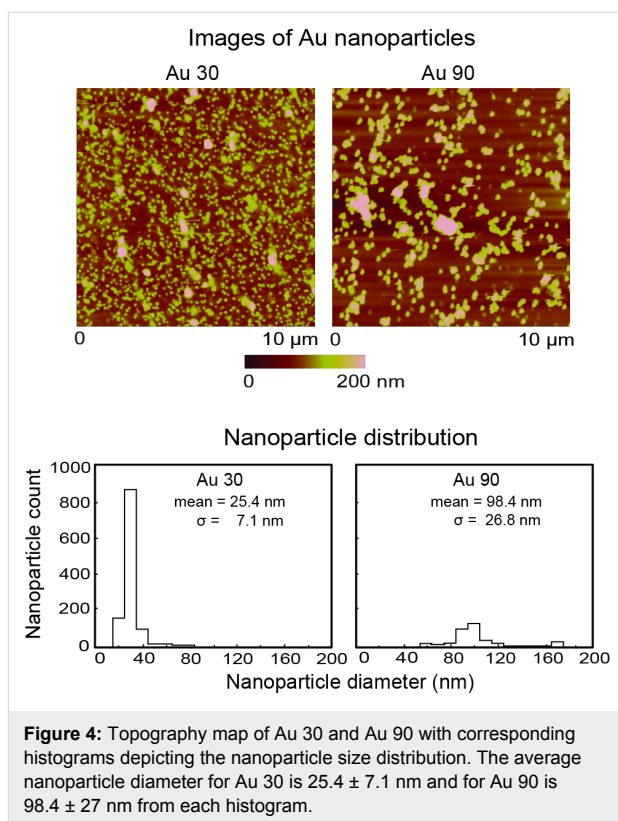 Images of Au nanoparticles
Au 30 Au 90
0 10 μm 0 10 μm
0 200 nm
Nanoparticle distribution
Nanoparticle count
1000
800
600
400
200
0
Au 30
mean = 25.4 nm
σ = 7.1 nm
Au 90
mean = 98.4 nm
σ = 26.8 nm
0 40 80 120 160 200
0 40 80 120 160 200
Nanoparticle diameter (nm)
Figure 4: Topography map of Au 30 and Au 90 with corresponding
histograms depicting the nanoparticle size distribution. The average
nanoparticle diameter for Au 30 is 25.4 ± 7.1 nm and for Au 90 is
98.4 ± 27 nm from each histogram.